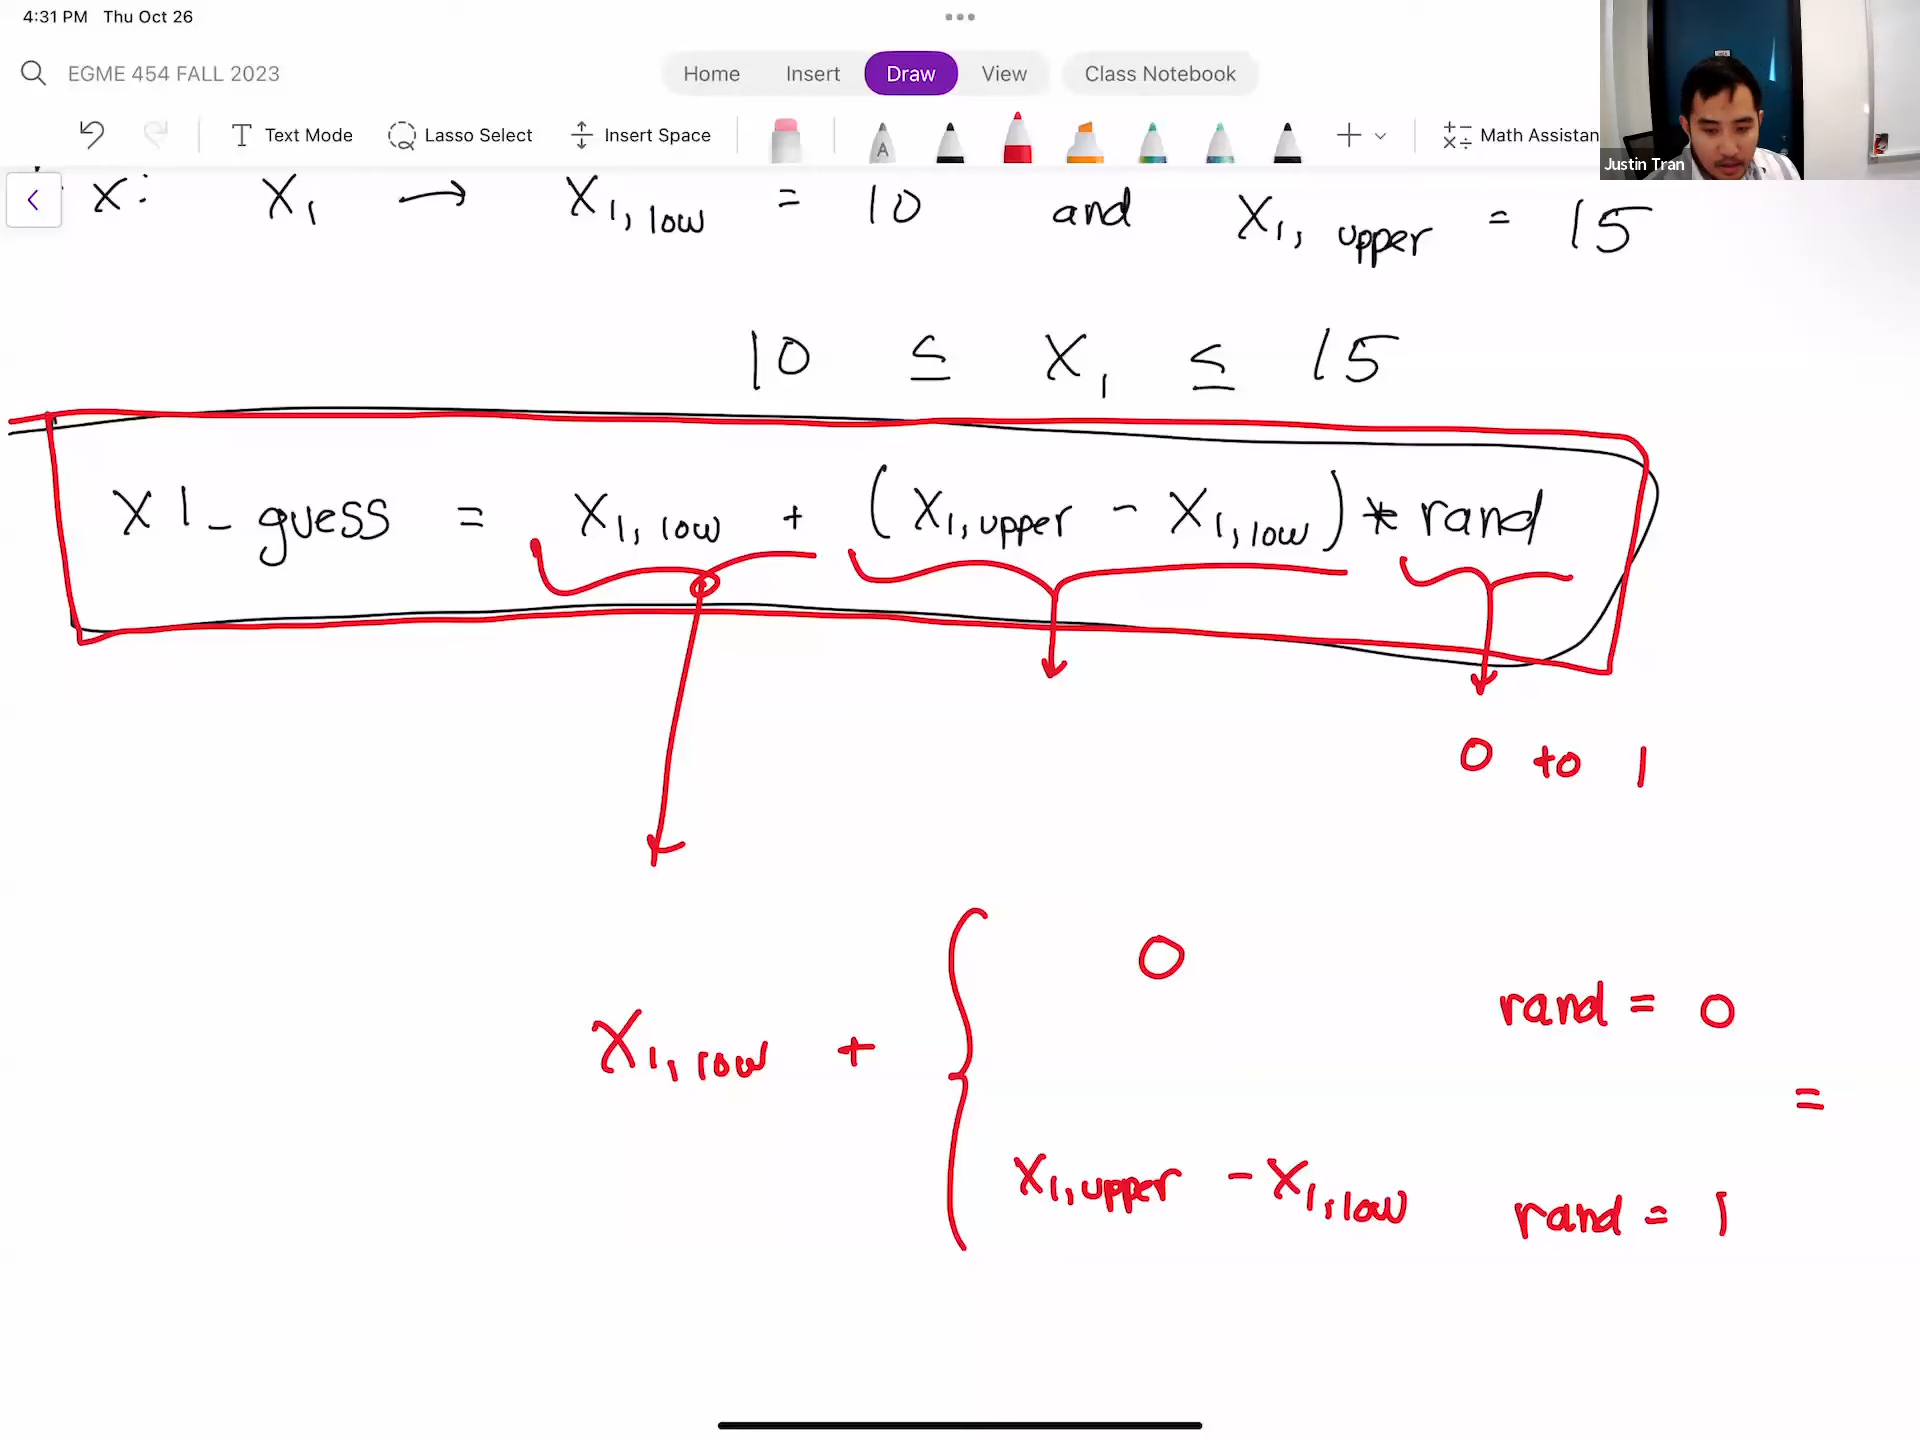 4:31 PM Thu Oct 26
EGME 454 FALL 2023
Home Insert Draw View Class Notebook
Text Mode Lasso Select Insert Space A Math Assistan
Justin Tran
x: X₁ → X₁, low = 10 and X₁, upper = 15
10 ≤ X₁ ≤ 15
X1_guess = X₁, low + (X₁, upper - X₁, low) * rand
0 to 1
0 rand = 0
X₁, low + { =
X₁, upper - X₁, low rand = 1